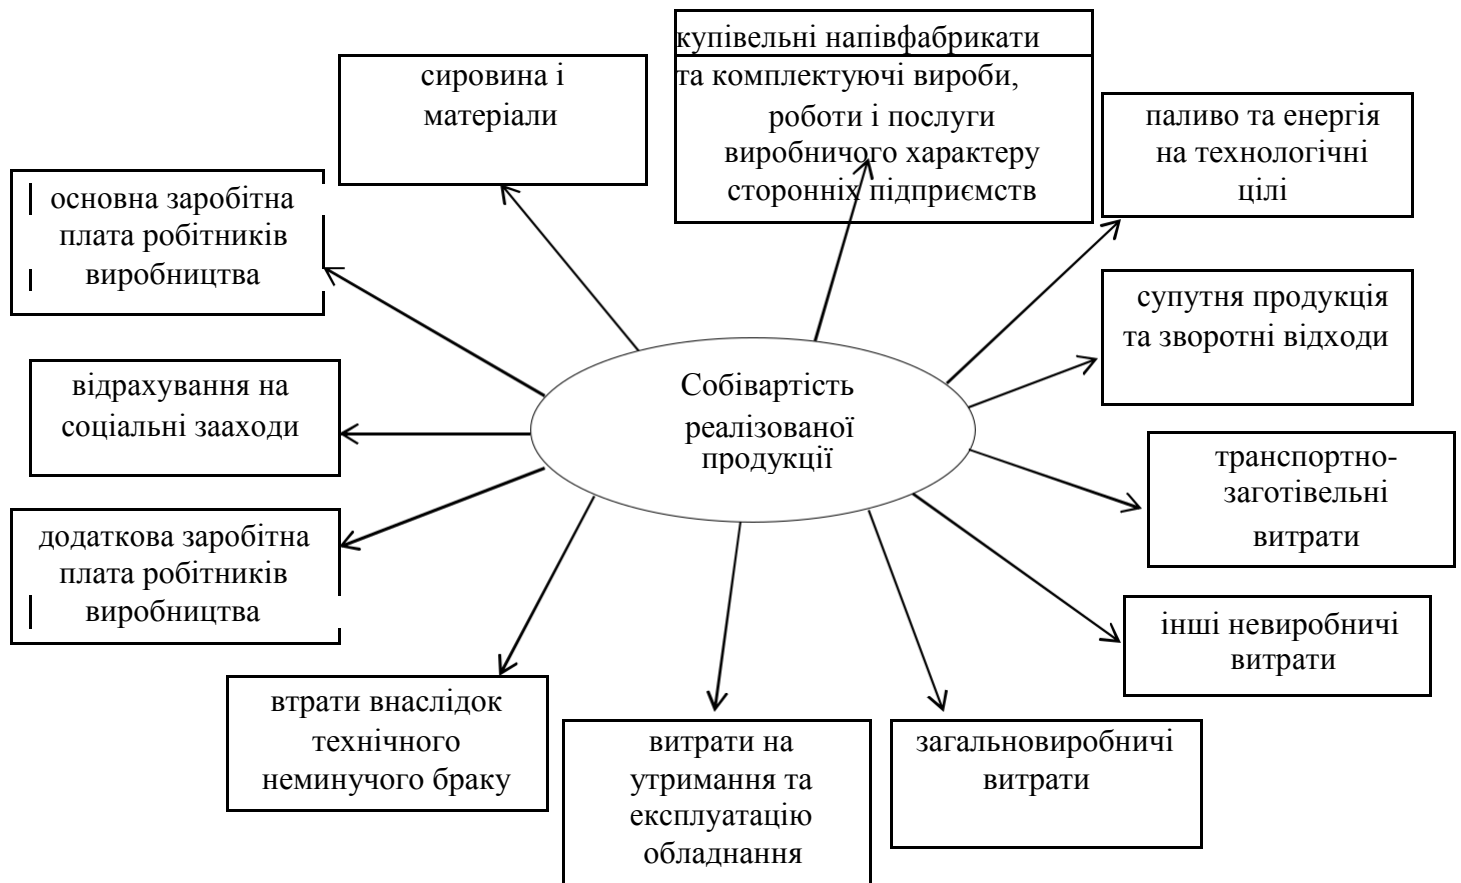 купівельні напівфабрикати
та комплектуючі вироби,
роботи і послуги
виробничого характеру
сторонніх підприємств
сировина і
матеріали
паливо та енергія
на технологічні
цілі
основна заробітна
плата робітників
виробництва
супутня продукція
та зворотні відходи
відрахування на
соціальні зааходи
Собівартість
реалізованої
продукції
транспортно-
заготівельні
витрати
додаткова заробітна
плата робітників
виробництва
інші невиробничі
витрати
втрати внаслідок
технічного
неминучого браку
витрати на
утримання та
експлуатацію
обладнання
загальновиробничі
витрати